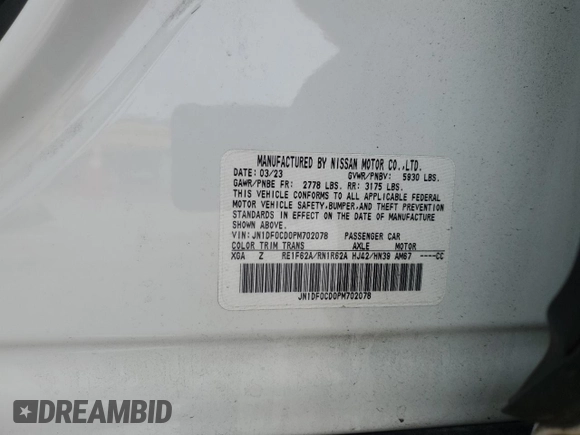 MANUFACTURED BY NISSAN MOTOR CO.,LTD.
DATE: 03/23 GVWR/PNBV: 5930 LBS.
GAWR/PNBE FR: 2778 LBS. RR: 3175 LBS.
THIS VEHICLE CONFORMS TO ALL APPLICABLE FEDERAL
MOTOR VEHICLE SAFETY,BUMPER,AND THEFT PREVENTION
STANDARDS IN EFFECT ON THE DATE OF MANUFACTURE
SHOWN ABOVE.
VIN: JN1DF0CD0PM702078 PASSENGER CAR
COLOR TRIM TRANS AXLE MOTOR
XGA Z RE1F62A/RN1R62A HJ42/HN39 AM67 ----CC
JN1DF0CD0PM702078
DREAMBID